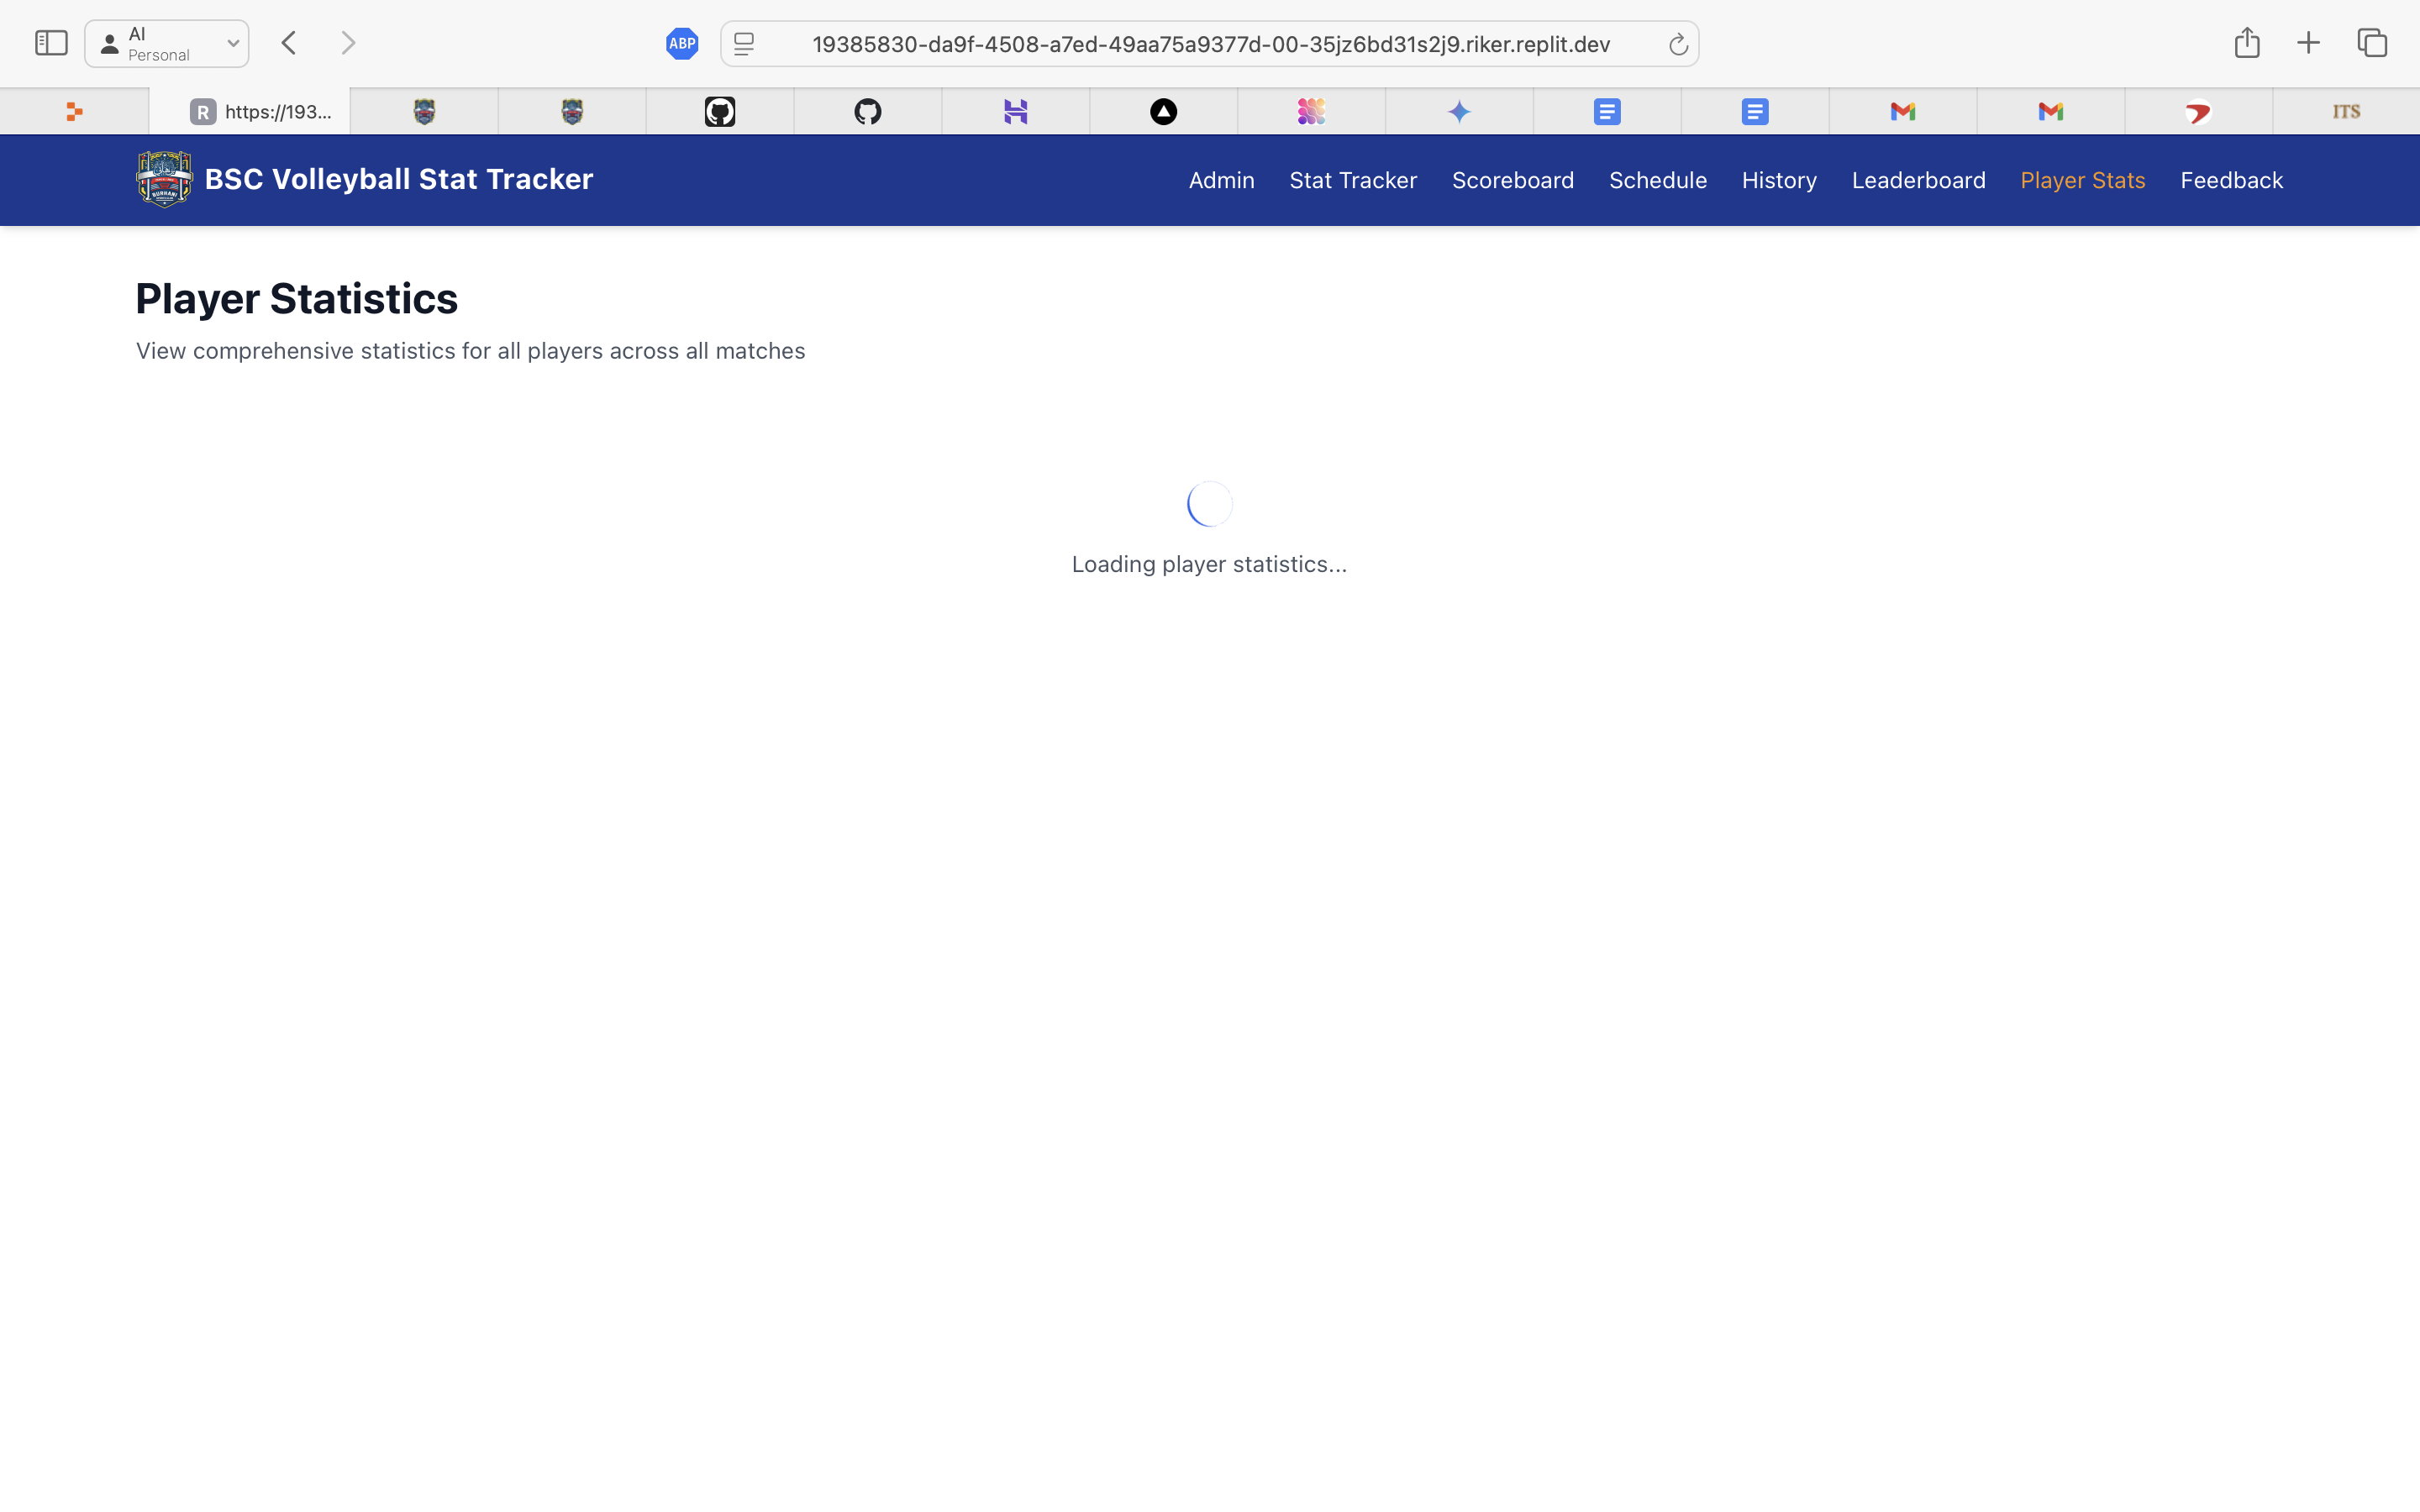 AI
Personal
ABP
19385830-da9f-4508-a7ed-49aa75a9377d-00-35jz6bd31s2j9.riker.replit.dev
R https://193...
ITS
BSC Volleyball Stat Tracker
Admin
Stat Tracker
Scoreboard
Schedule
History
Leaderboard
Player Stats
Feedback
Player Statistics
View comprehensive statistics for all players across all matches
Loading player statistics...